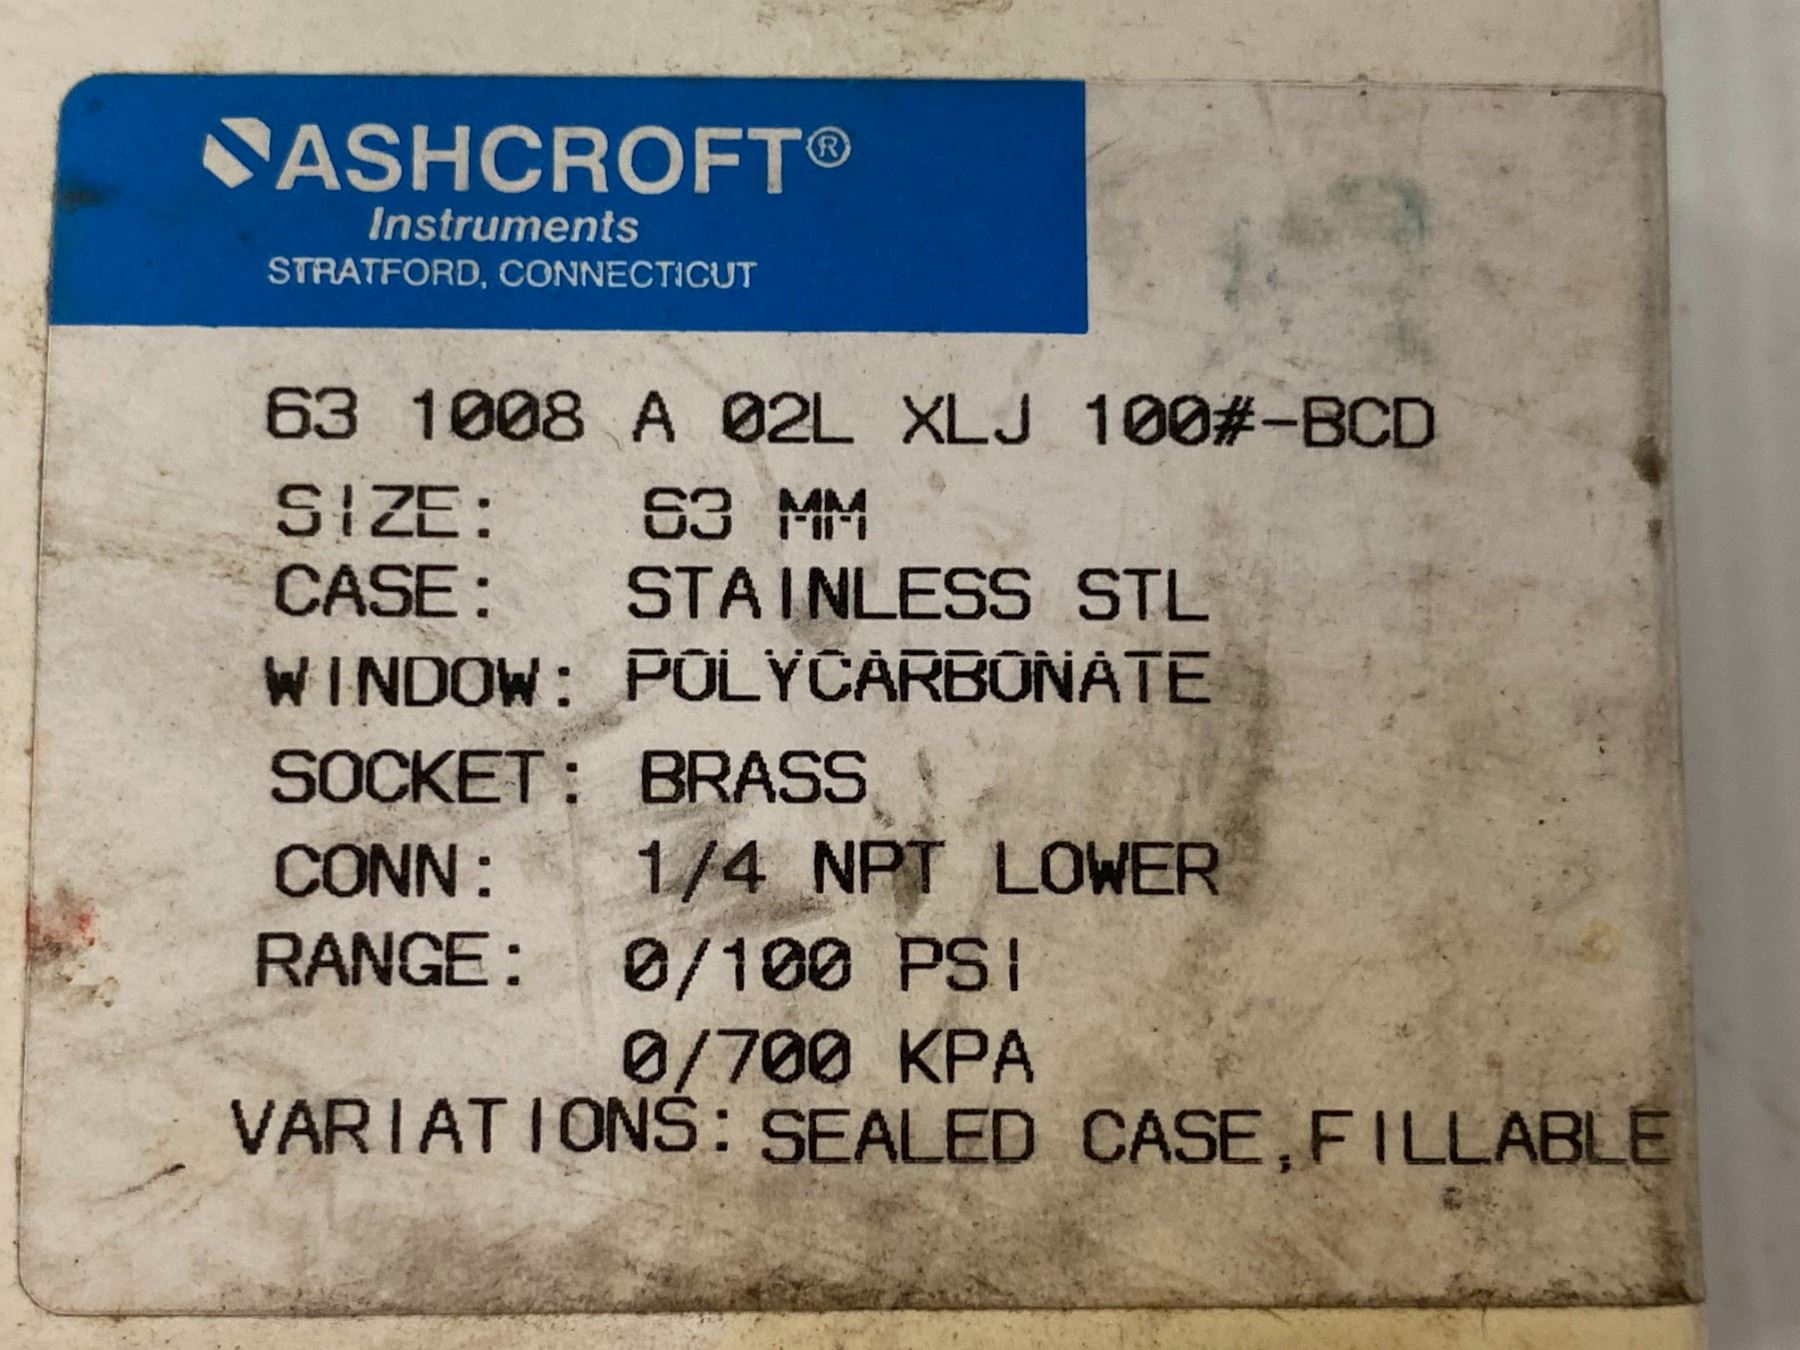 ASHCROFT®
Instruments
STRATFORD, CONNECTICUT
63 1008 A 02L XLJ 100#-BCD
SIZE: 63 MM
CASE: STAINLESS STL
WINDOW: POLYCARBONATE
SOCKET: BRASS
CONN: 1/4 NPT LOWER
RANGE: 0/100 PSI
0/700 KPA
VARIATIONS: SEALED CASE,FILLABLE